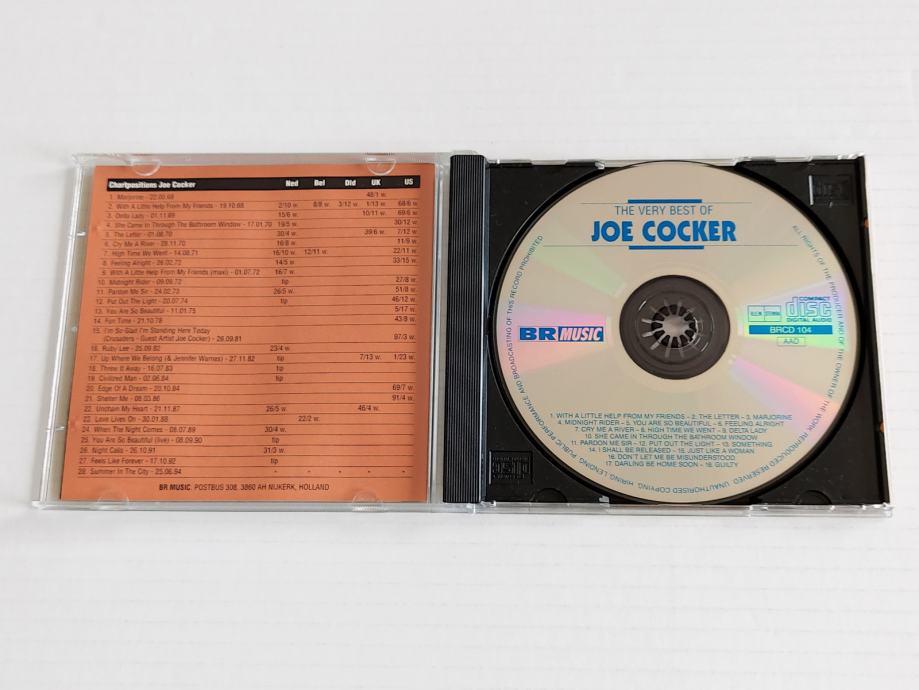 Chartpositions Joe Cocker Ned Bel Dld UK US
1. Marjorine - 22.09.68 48/1 w.
2. With A Little Help From My Friends - 19.10.68 2/10 w. 8/8 w. 3/12 w. 1/13 w. 68/6 w.
3. Delta Lady - 01.11.69 15/6 w. 10/11 w. 69/6 w.
4. She Came In Through The Bathroom Window - 17.01.70 19/5 w. 30/12 w.
5. The Letter - 01.08.70 30/4 w. 39/6 w. 7/12 w.
6. Cry Me A River - 28.11.70 16/8 w. 11/9 w.
7. High Time We Went - 14.08.71 16/10 w. 12/11 w. 22/11 w.
8. Feeling Alright - 26.02.72 14/5 w. 33/15 w.
9. With A Little Help From My Friends (maxi) - 01.07.72 16/7 w.
10. Midnight Rider - 09.09.72 tip 27/8 w.
11. Pardon Me Sir - 24.02.73 26/5 w. 51/8 w.
12. Put Out The Light - 20.07.74 tip 46/12 w.
13. You Are So Beautiful - 11.01.75 5/17 w.
14. Fun Time - 21.10.78 43/8 w.
15. I'm So Glad I'm Standing Here Today
(Crusaders - Guest Artist Joe Cocker) - 26.09.81 97/3 w.
16. Ruby Lee - 25.09.82 23/4 w.
17. Up Where We Belong (& Jennifer Warnes) - 27.11.82 tip 7/13 w. 1/23 w.
18. Threw It Away - 16.07.83 tip
19. Civilized Man - 02.06.84 tip
20. Edge Of A Dream - 20.10.84 69/7 w.
21. Shelter Me - 08.03.86 91/4 w.
22. Unchain My Heart - 21.11.87 26/5 w. 46/4 w.
23. Love Lives On - 30.01.88 22/2 w.
24. When The Night Comes - 08.07.89 30/4 w.
25. You Are So Beautiful (live) - 08.09.90 tip
26. Night Calls - 26.10.91 31/3 w.
27. Feels Like Forever - 17.10.92 tip
28. Summer In The City - 25.06.94 - - - - -
BR MUSIC. POSTBUS 308, 3860 AH NIJKERK, HOLLAND
THE VERY BEST OF
JOE COCKER
BR MUSIC
STEMRA
COMPACT
disc
DIGITAL AUDIO
BRCD 104
AAD
1. WITH A LITTLE HELP FROM MY FRIENDS - 2. THE LETTER - 3. MARJORINE
4. MIDNIGHT RIDER - 5. YOU ARE SO BEAUTIFUL - 6. FEELING ALRIGHT
7. CRY ME A RIVER - 8. HIGH TIME WE WENT - 9. DELTA LADY
10. SHE CAME IN THROUGH THE BATHROOM WINDOW
11. PARDON ME SIR - 12. PUT OUT THE LIGHT - 13. SOMETHING
14. I SHALL BE RELEASED - 15. JUST LIKE A WOMAN
16. DON'T LET ME BE MISUNDERSTOOD
17. DARLING BE HOME SOON - 18. GUILTY
ALL RIGHTS OF THE PRODUCER AND OF THE OWNER OF THE WORK REPRODUCED RESERVED. UNAUTHORISED COPYING, HIRING, LENDING, PUBLIC PERFORMANCE AND BROADCASTING OF THIS RECORD PROHIBITED